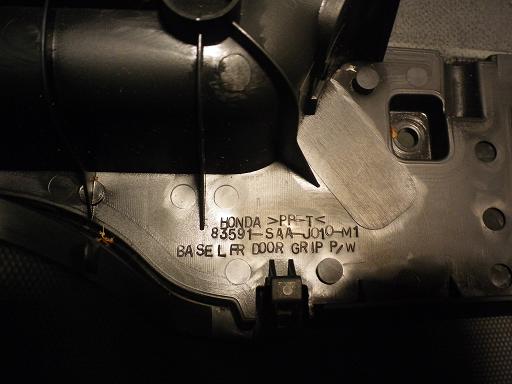 HONDA >PP-T<
83591-SAA-J010-M1
BASE L FR DOOR GRIP P/W